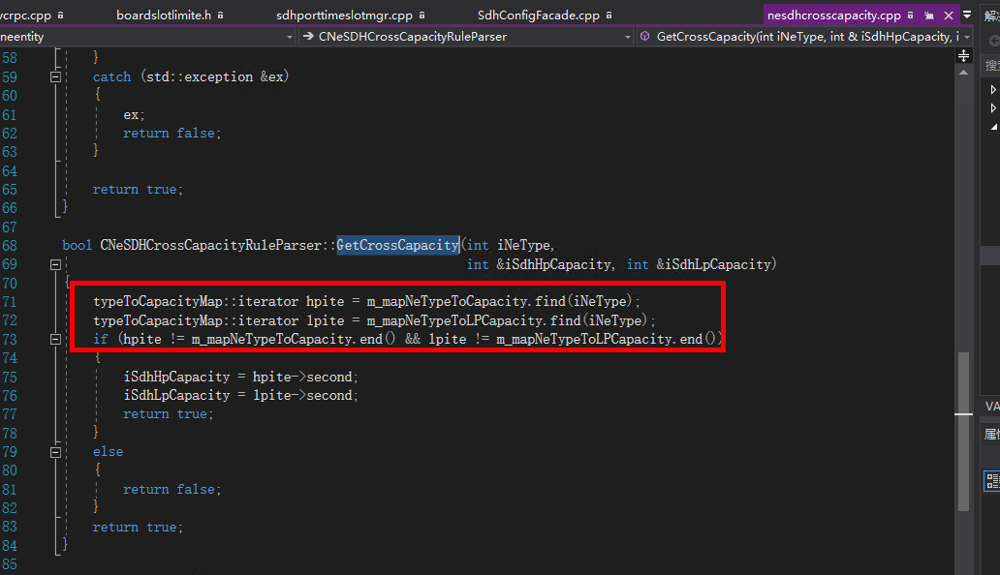 vcrpc.cpp boardslotlimite.h sdhporttimeslotmgr.cpp SdhConfigFacade.cpp nesdhcrosscapacity.cpp
neentity CNeSDHCrossCapacityRuleParser GetCrossCapacity(int iNeType, int & iSdhHpCapacity, i
58 }
59 catch (std::exception &ex)
60 {
61 ex;
62 return false;
63 }
64
65 return true;
66 }
67
68 bool CNeSDHCrossCapacityRuleParser::GetCrossCapacity(int iNeType,
69 int &iSdhHpCapacity, int &iSdhLpCapacity)
70 {
71 typeToCapacityMap::iterator hpite = m_mapNeTypeToCapacity.find(iNeType);
72 typeToCapacityMap::iterator lpite = m_mapNeTypeToLPCapacity.find(iNeType);
73 if (hpite != m_mapNeTypeToCapacity.end() && lpite != m_mapNeTypeToLPCapacity.end())
74 {
75 iSdhHpCapacity = hpite->second;
76 iSdhLpCapacity = lpite->second;
77 return true;
78 }
79 else
80 {
81 return false;
82 }
83 return true;
84 }
85
解
搜
VA
属